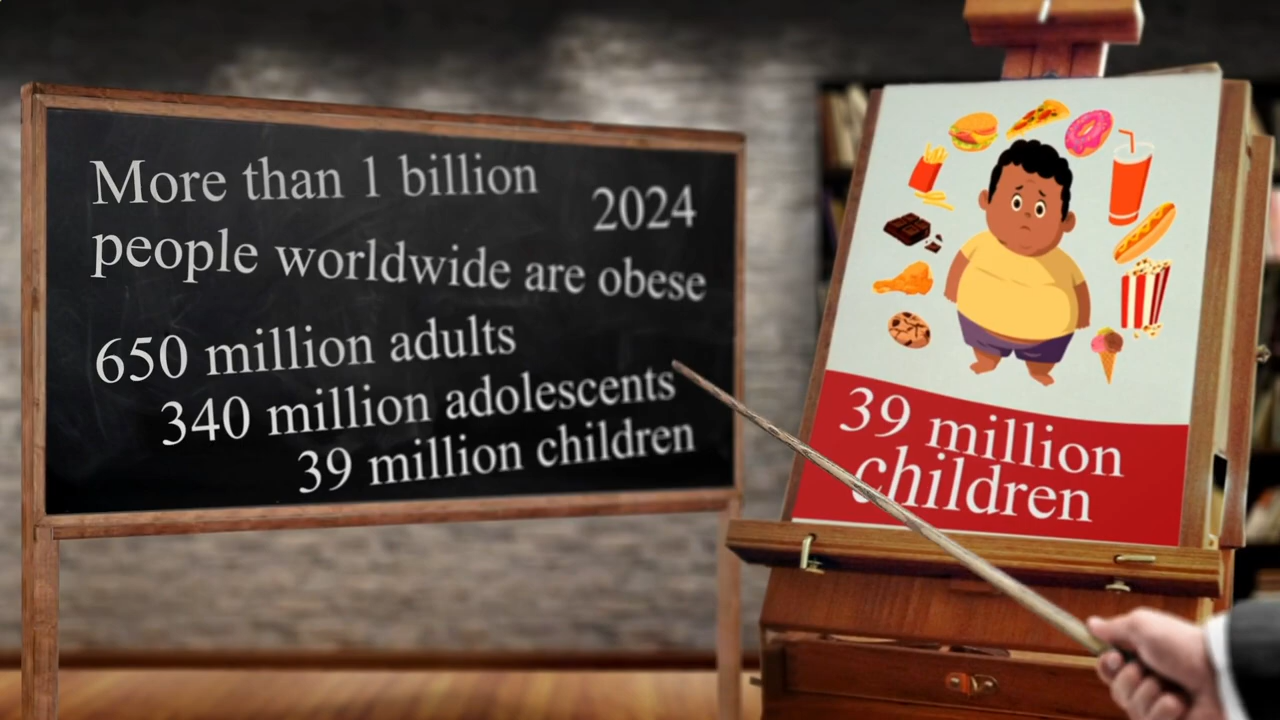 More than 1 billion
2024
people worldwide are obese
650 million adults
340 million adolescents
39 million children
39 million
children